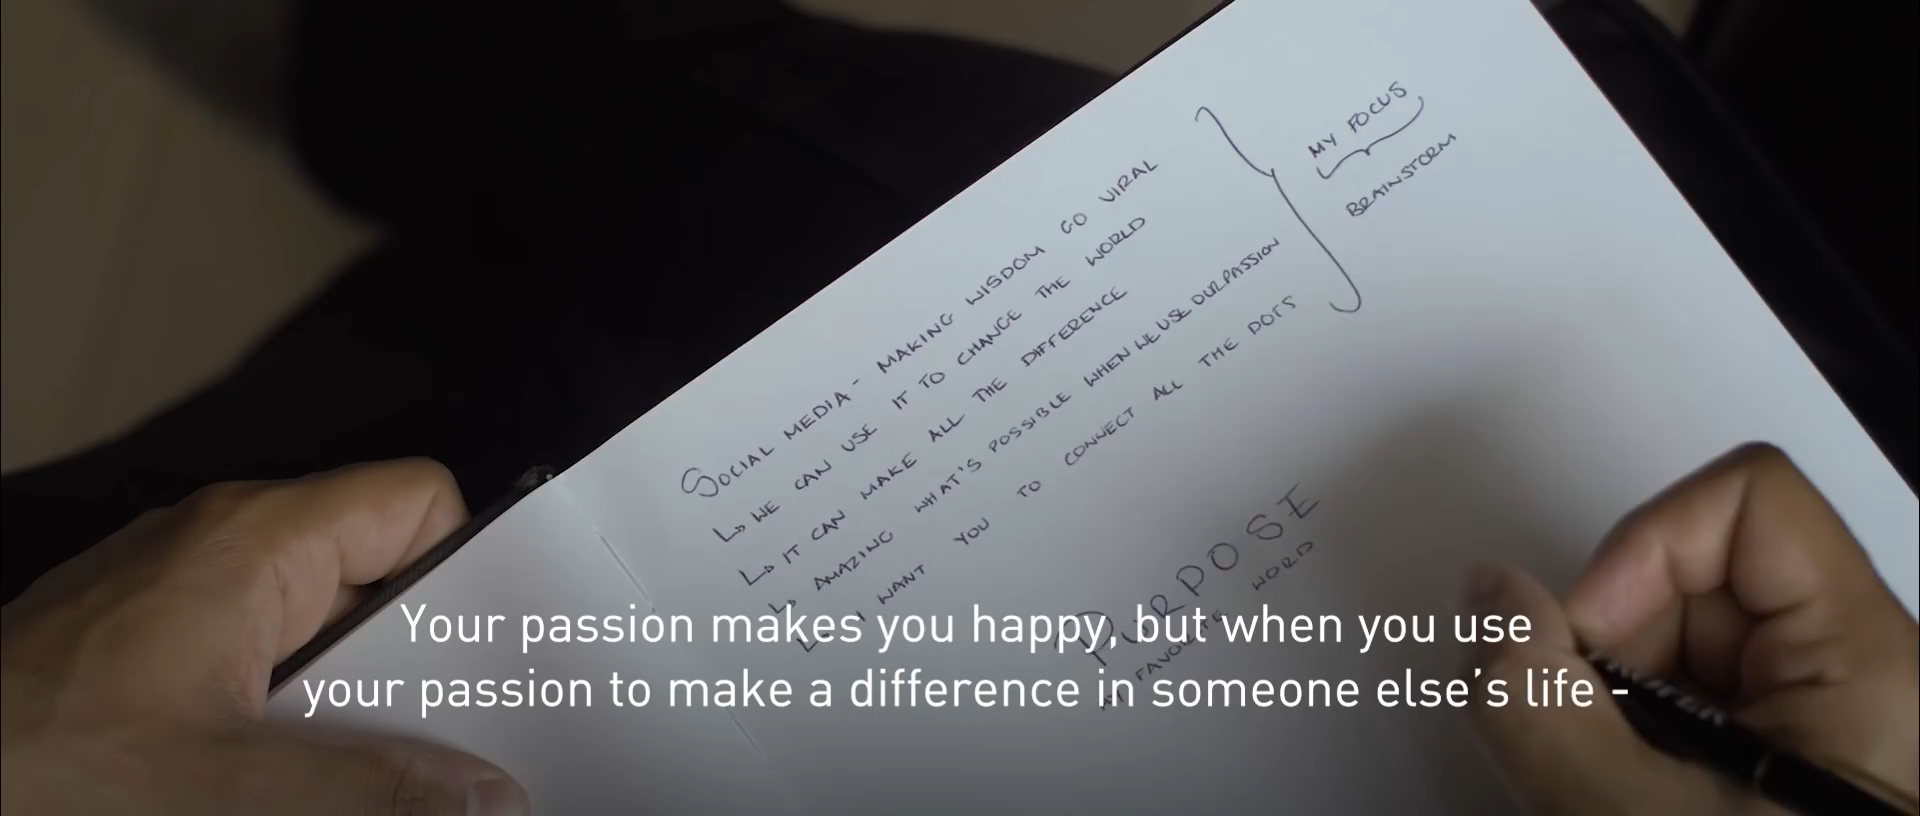 SOCIAL MEDIA - MAKING WISDOM GO VIRAL
WE CAN USE IT TO CHANGE THE WORLD
IT CAN MAKE ALL THE DIFFERENCE
AMAZING WHAT'S POSSIBLE WHEN WE USE OUR PASSION
I WANT YOU TO CONNECT ALL THE DOTS
MY FOCUS
BRAINSTORM
PURPOSE
MY FAVOURITE WORD
Your passion makes you happy, but when you use
your passion to make a difference in someone else's life -